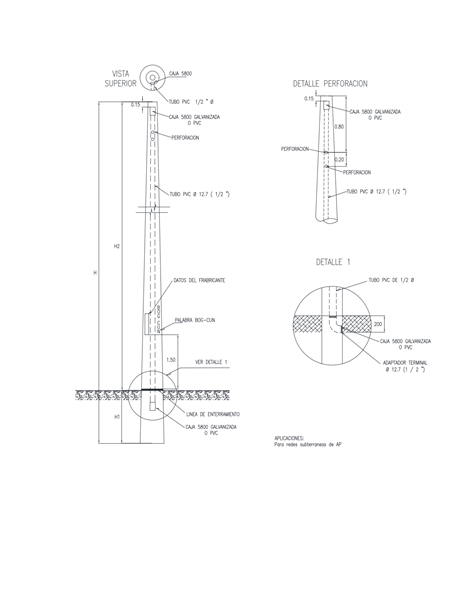 VISTA
SUPERIOR
CAJA 5800
TUBO PVC 1/2 " Ø
0.15
CAJA 5800 GALVANIZADA
O PVC
PERFORACION
TUBO PVC Ø 12.7 ( 1/2 ")
H
H2
DATOS DEL FRABRICANTE
PALABRA BOG-CUN
1.50
VER DETALLE 1
H1
LINEA DE ENTERRAMIENTO
CAJA 5800 GALVANIZADA
O PVC
DETALLE PERFORACION
0.15
CAJA 5800 GALVANIZADA
O PVC
0.80
PERFORACION
0.20
PERFORACION
TUBO PVC Ø 12.7 ( 1/2 ")
DETALLE 1
TUBO PVC DE 1/2 Ø
200
CAJA 5800 GALVANIZADA
O PVC
ADAPTADOR TERMINAL
Ø 12.7 (1 / 2 ")
APLICACIONES:
Para redes subterraneas de AP